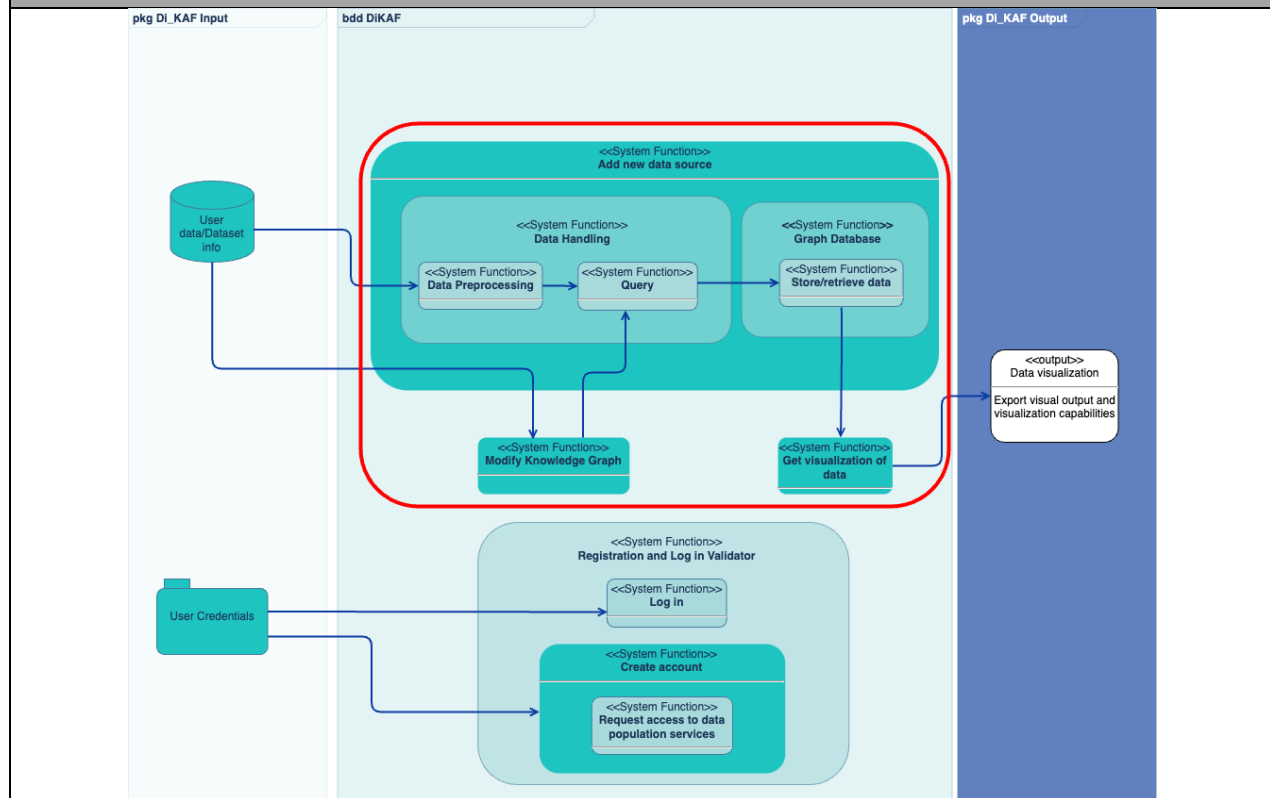 pkg Di_KAF Input
bdd DiKAF
pkg DI_KAF Output
<<System Function>>
Add new data source
User
data/Dataset
info
<<System Function>>
Data Handling
<<System Function>>
Graph Database
<<System Function>>
Data Preprocessing
<<System Function>>
Query
<<System Function>>
Store/retrieve data
<<output>>
Data visualization
Export visual output and
visualization capabilities
<<System Function>>
Modify Knowledge Graph
<<System Function>>
Get visualization of
data
<<System Function>>
Registration and Log in Validator
User Credentials
<<System Function>>
Log in
<<System Function>>
Create account
<<System Function>>
Request access to data
population services